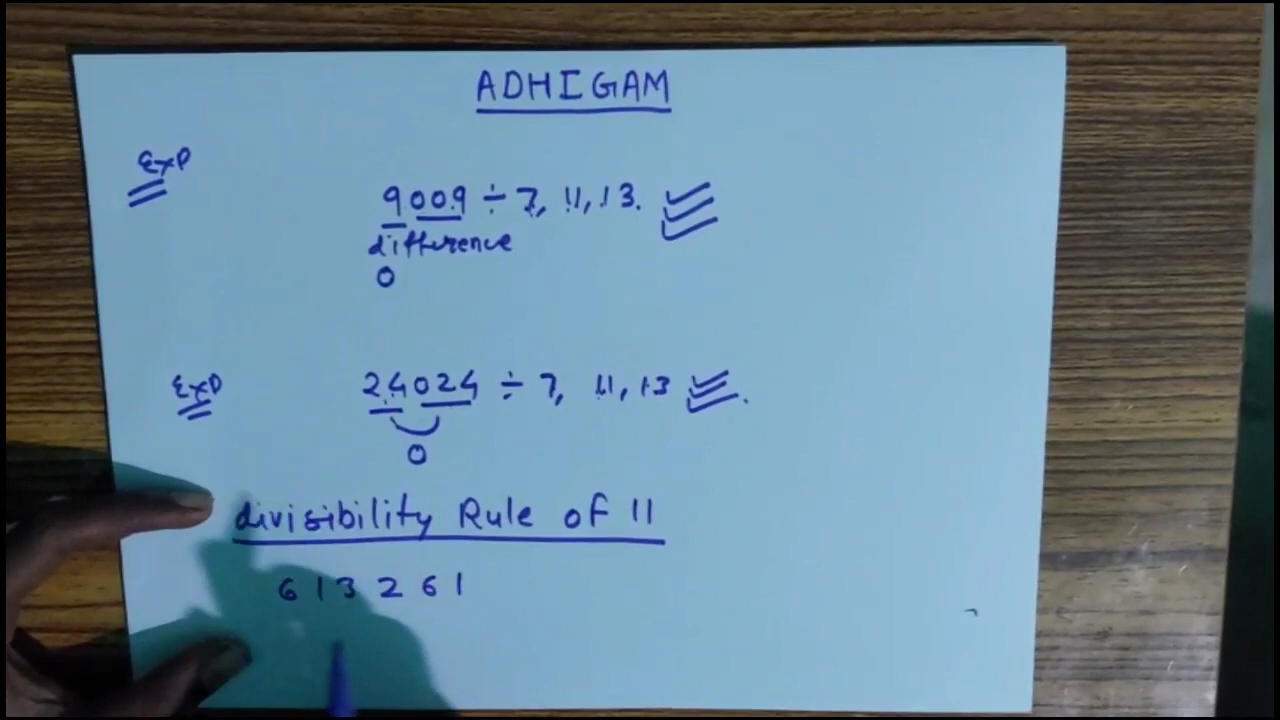 ADHIGAM
Exp
9009 ÷ 7, 11, 13.
difference
0
Exp
24024 ÷ 7, 11, 13
0
divisibility Rule of 11
6 1 3 2 6 1